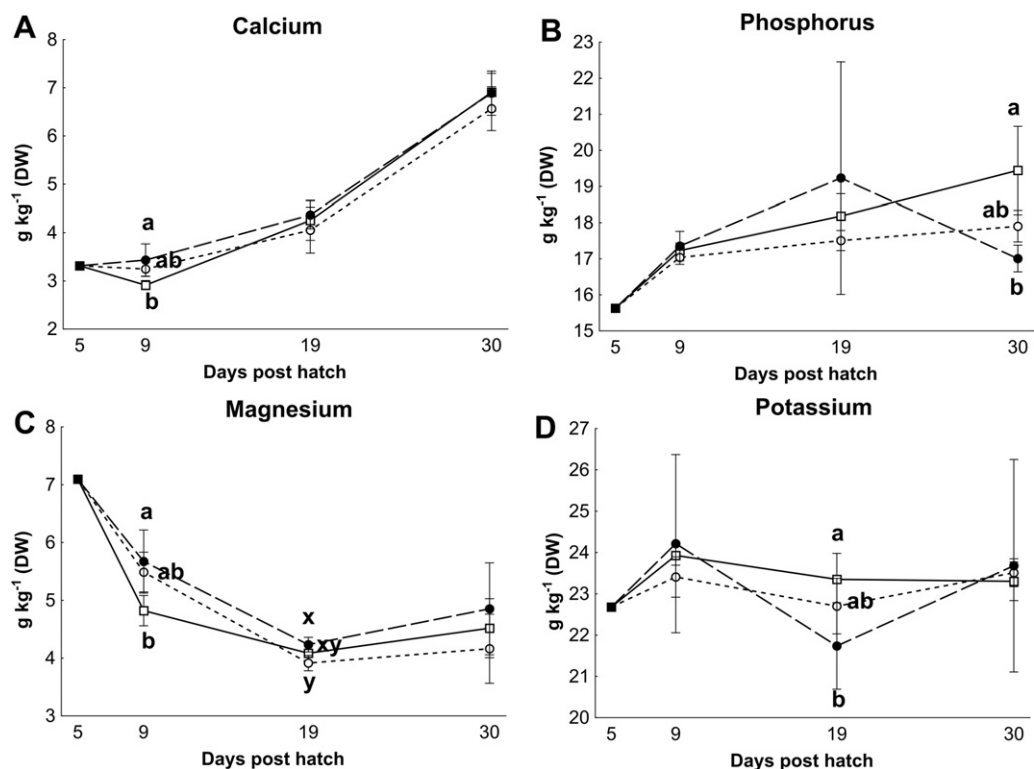 A
Calcium
g kg⁻¹ (DW)
8
7
6
5
4
3
2
a
ab
b
5 9 19 30
Days post hatch
B
Phosphorus
g kg⁻¹ (DW)
23
22
21
20
19
18
17
16
15
a
ab
b
5 9 19 30
Days post hatch
C
Magnesium
g kg⁻¹ (DW)
8
7
6
5
4
3
a
ab
b
x
xy
y
5 9 19 30
Days post hatch
D
Potassium
g kg⁻¹ (DW)
27
26
25
24
23
22
21
20
a
ab
b
5 9 19 30
Days post hatch